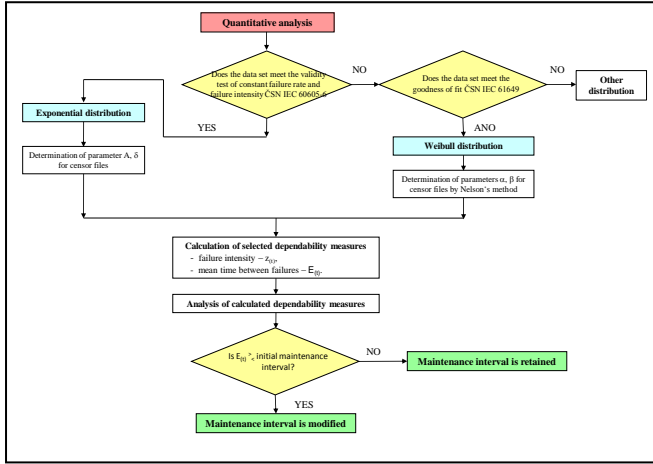 Quantitative analysis
Does the data set meet the validity
test of constant failure rate and
failure intensity ČSN IEC 60605-6
NO
Does the data set meet the
goodness of fit ČSN IEC 61649
NO
Other
distribution
YES
Exponential distribution
Determination of parameter Λ, δ
for censor files
ANO
Weibull distribution
Determination of parameters α, β for
censor files by Nelson's method
Calculation of selected dependability measures
- failure intensity – z(t),
- mean time between failures – E(t).
Analysis of calculated dependability measures
Is E(t) > < initial maintenance
interval?
NO
Maintenance interval is retained
YES
Maintenance interval is modified